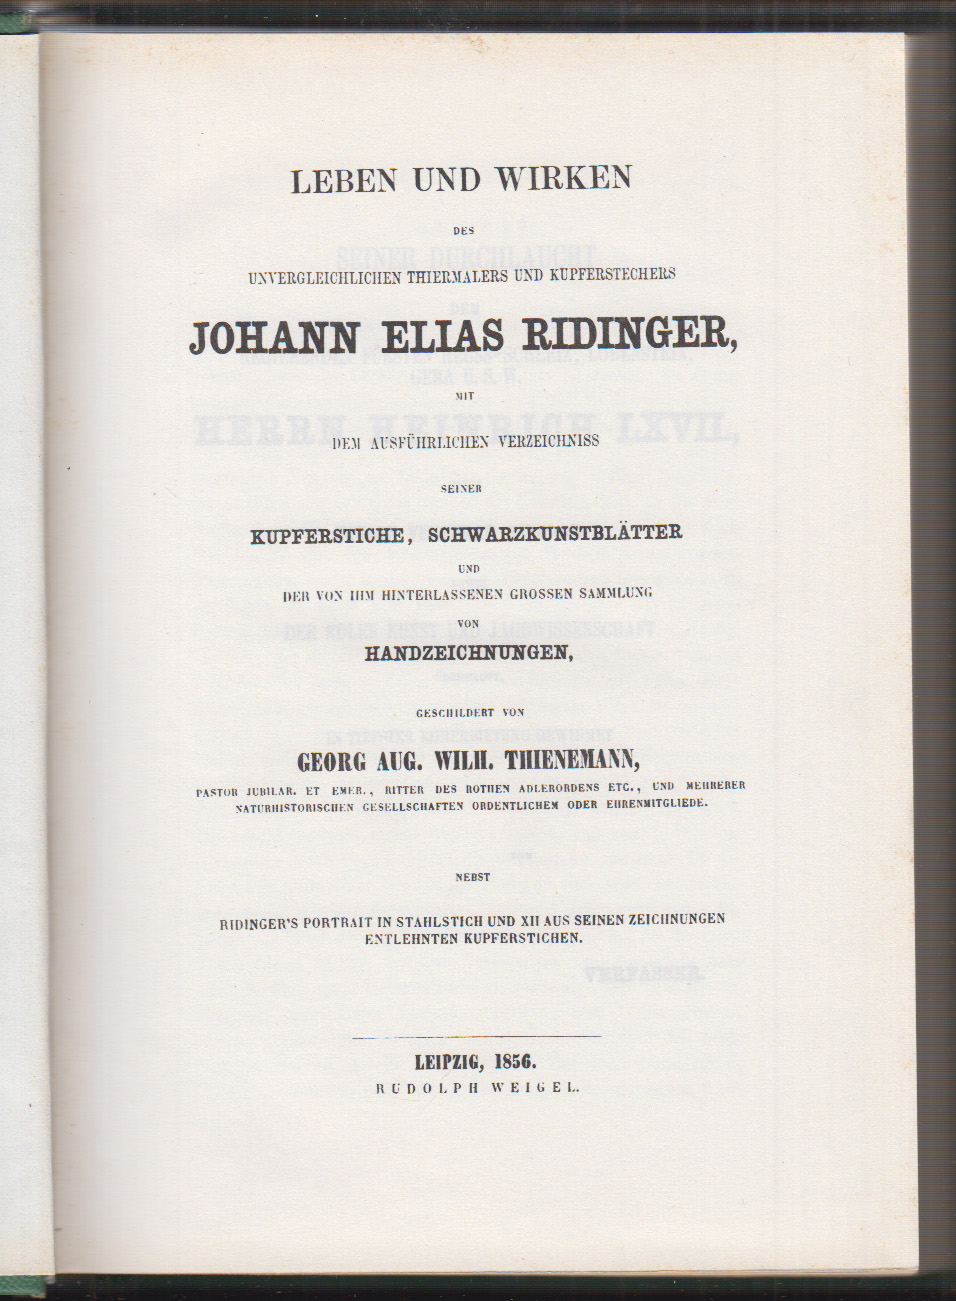 LEBEN UND WIRKEN
DES
UNVERGLEICHLICHEN THIERMALERS UND KUPFERSTECHERS
JOHANN ELIAS RIDINGER,
MIT
DEM AUSFÜHRLICHEN VERZEICHNISS
SEINER
KUPFERSTICHE, SCHWARZKUNSTBLÄTTER
UND
DER VON IHM HINTERLASSENEN GROSSEN SAMMLUNG
VON
HANDZEICHNUNGEN,
GESCHILDERT VON
GEORG AUG. WILH. THIENEMANN,
PASTOR JUBILAR. ET EMER., RITTER DES ROTHEN ADLERORDENS ETC., UND MEHRERER
NATURHISTORISCHEN GESELLSCHAFTEN ORDENTLICHEM ODER EHRENMITGLIEDE.
NEBST
RIDINGER'S PORTRAIT IN STAHLSTICH UND XII AUS SEINEN ZEICHNUNGEN
ENTLEHNTEN KUPFERSTICHEN.
LEIPZIG, 1856.
RUDOLPH WEIGEL.